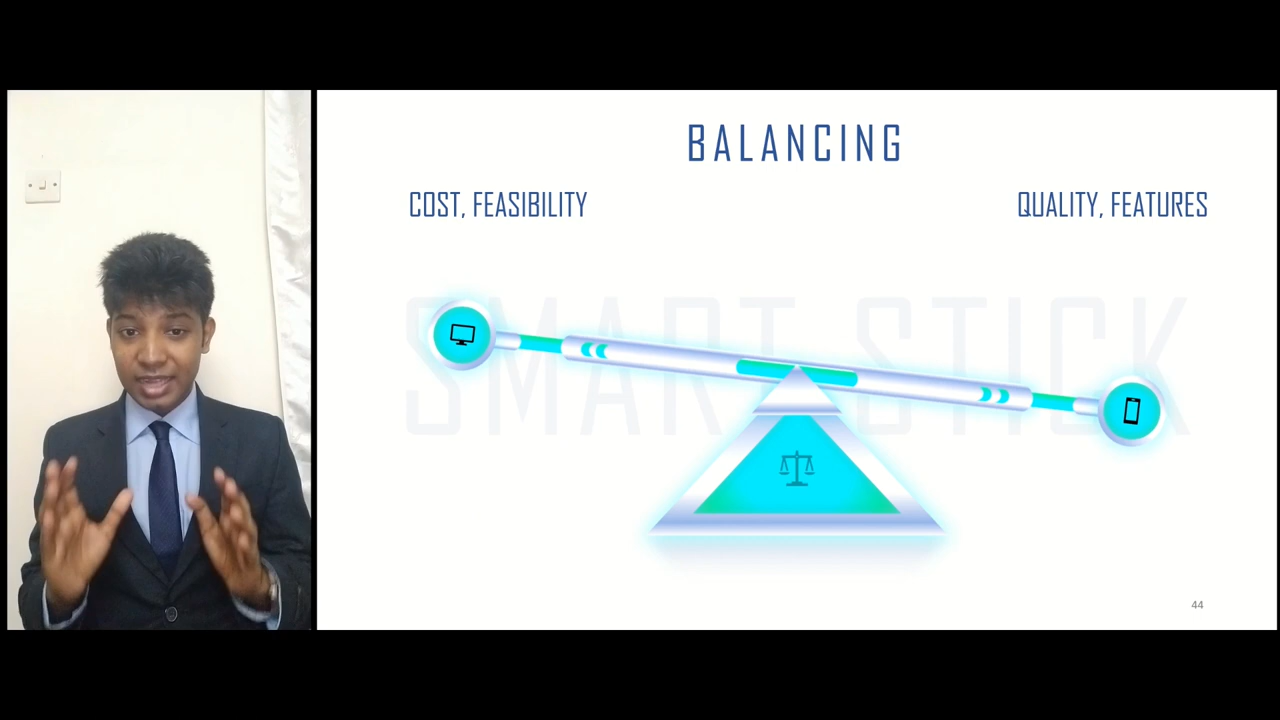 BALANCING
COST, FEASIBILITY
QUALITY, FEATURES
SMART STICK
44